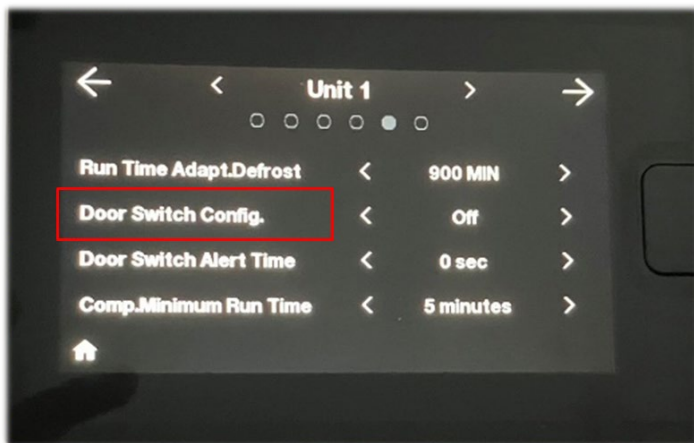 Unit 1
Run Time Adapt.Defrost 900 MIN
Door Switch Config. Off
Door Switch Alert Time 0 sec
Comp.Minimum Run Time 5 minutes